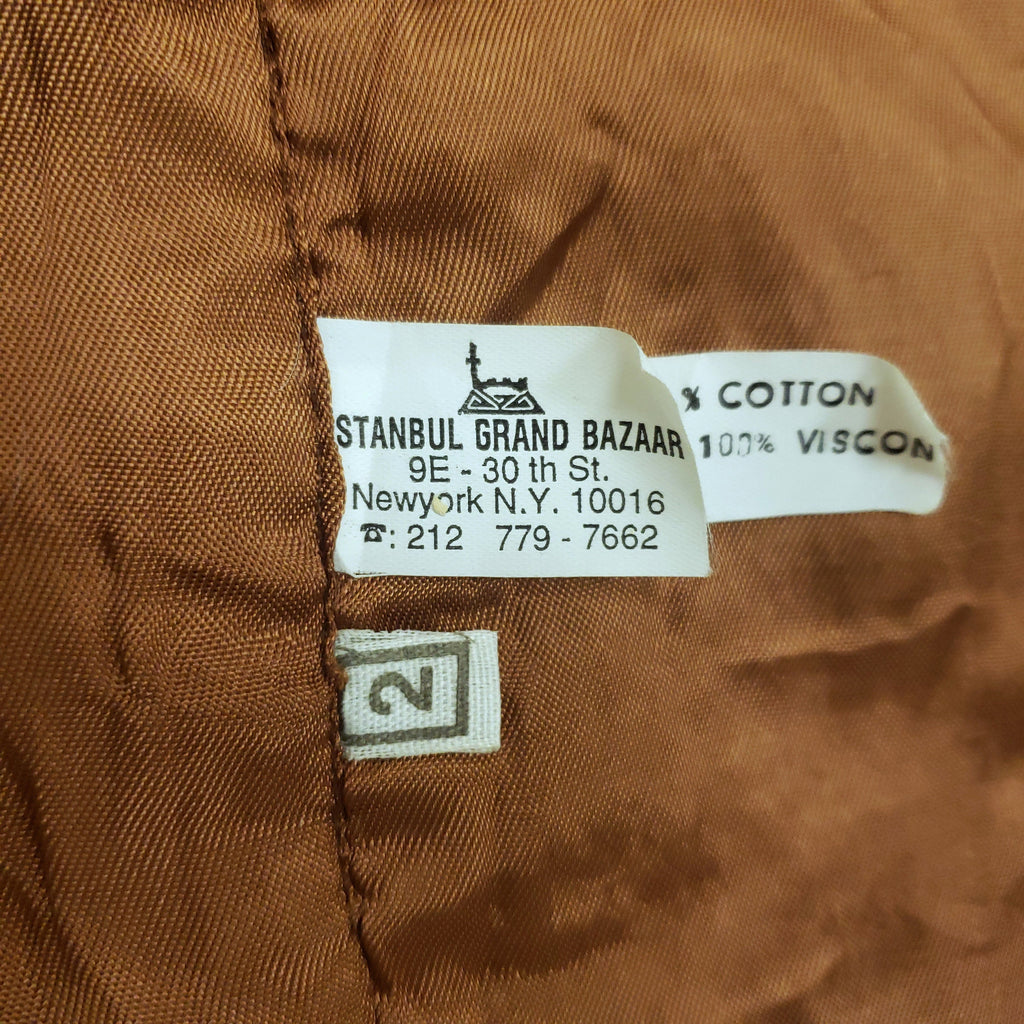 STANBUL GRAND BAZAAR
9E - 30 th St.
Newyork N.Y. 10016
☎: 212 779 - 7662
% COTTON
100% VISCON
2